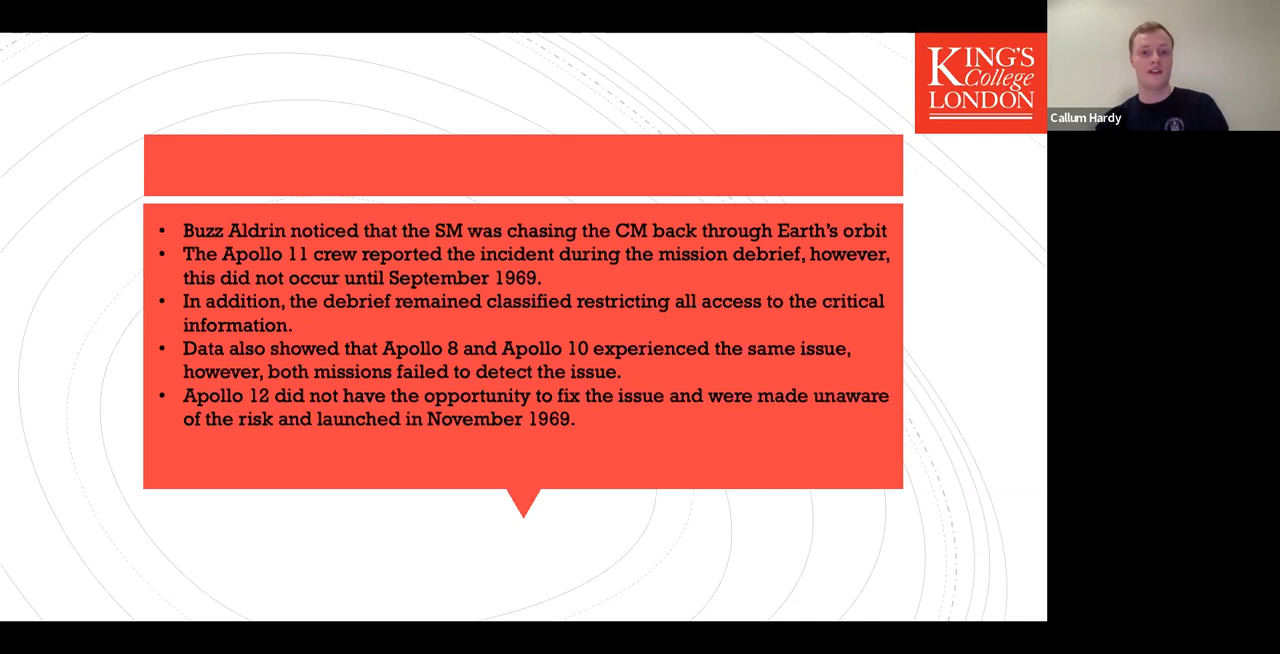 KING'S
College
LONDON
Callum Hardy
• Buzz Aldrin noticed that the SM was chasing the CM back through Earth's orbit
• The Apollo 11 crew reported the incident during the mission debrief, however,
this did not occur until September 1969.
• In addition, the debrief remained classified restricting all access to the critical
information.
• Data also showed that Apollo 8 and Apollo 10 experienced the same issue,
however, both missions failed to detect the issue.
• Apollo 12 did not have the opportunity to fix the issue and were made unaware
of the risk and launched in November 1969.